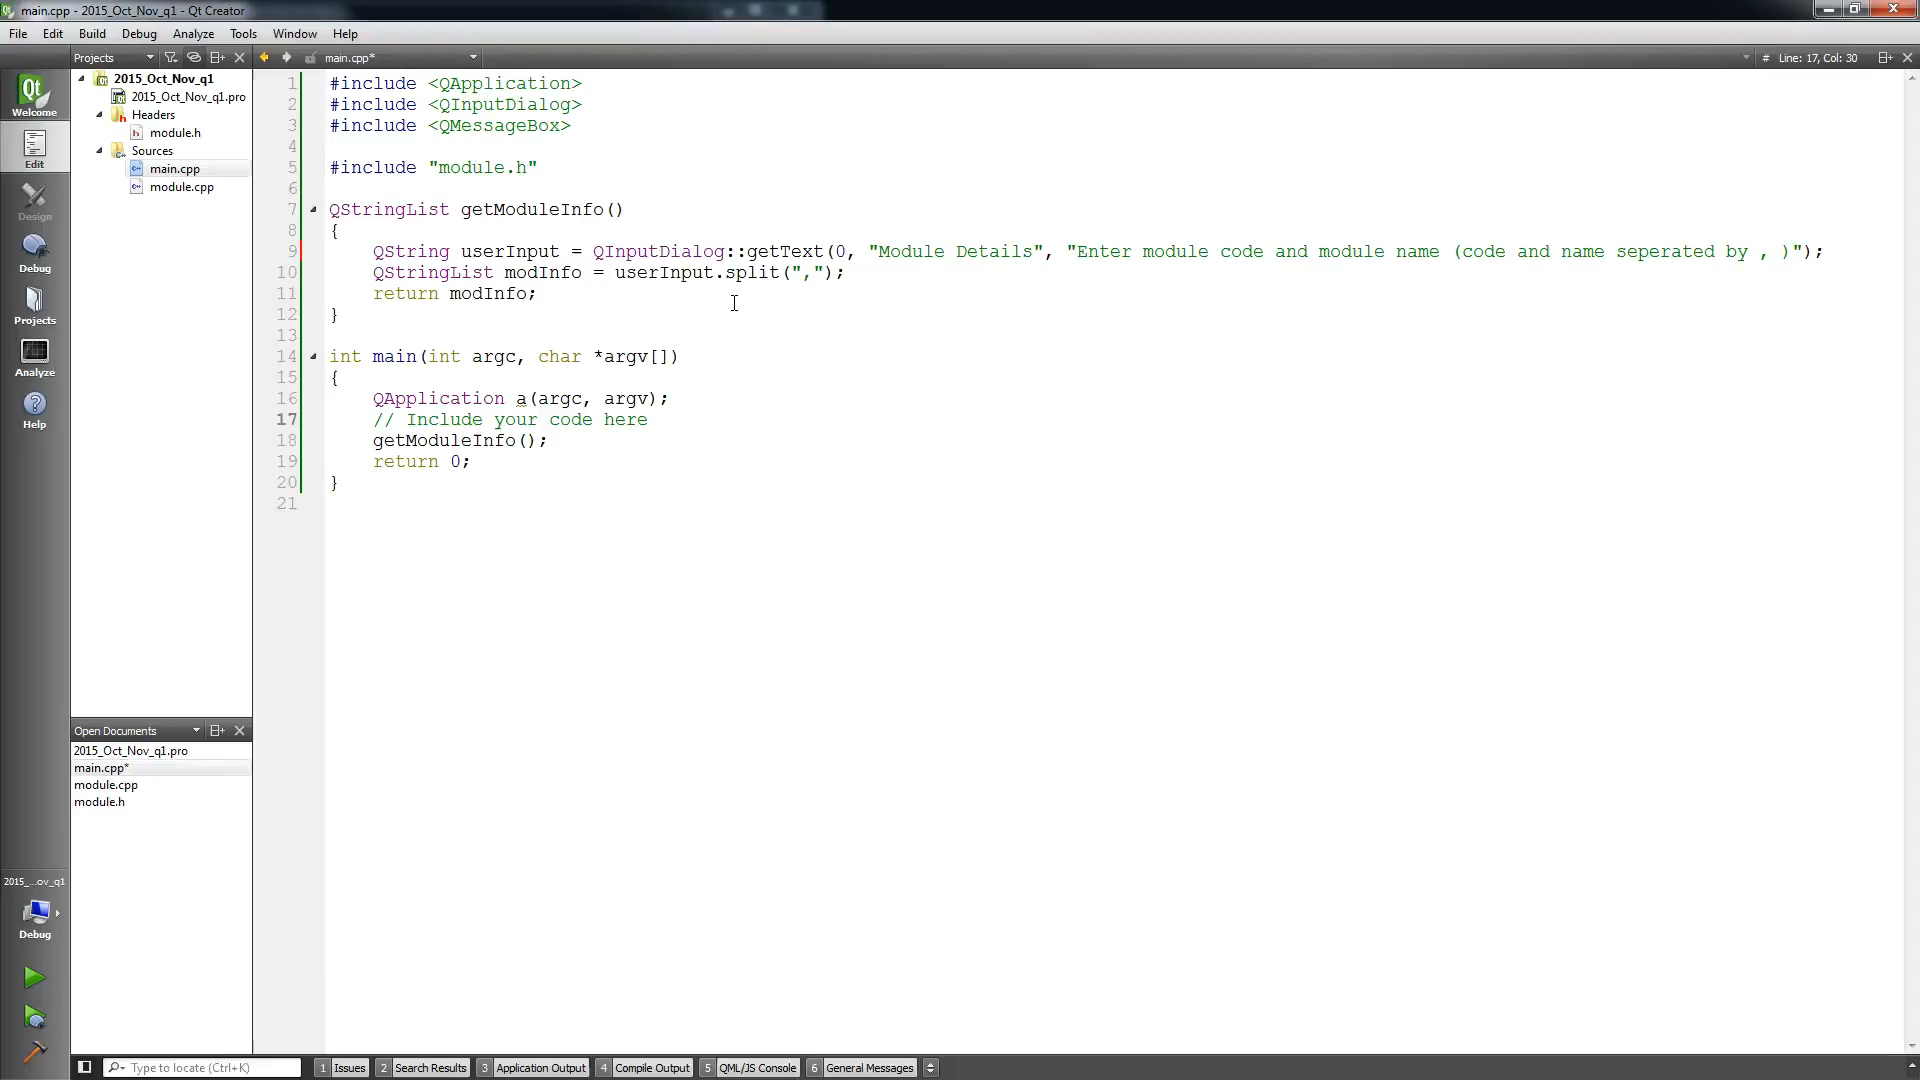 main.cpp - 2015_Oct_Nov_q1 - Qt Creator
File Edit Build Debug Analyze Tools Window Help
Projects main.cpp* # Line: 17, Col: 30
Qt
Welcome
Edit
Design
Debug
Projects
Analyze
Help
2015_Oct_Nov_q1
2015_Oct_Nov_q1.pro
Headers
module.h
Sources
main.cpp
module.cpp
1 #include <QApplication>
2 #include <QInputDialog>
3 #include <QMessageBox>
4
5 #include "module.h"
6
7 QStringList getModuleInfo()
8 {
9 QString userInput = QInputDialog::getText(0, "Module Details", "Enter module code and module name (code and name seperated by , )");
10 QStringList modInfo = userInput.split(",");
11 return modInfo;
12 }
13
14 int main(int argc, char *argv[])
15 {
16 QApplication a(argc, argv);
17 // Include your code here
18 getModuleInfo();
19 return 0;
20 }
21
Open Documents
2015_Oct_Nov_q1.pro
main.cpp*
module.cpp
module.h
2015_...ov_q1
Debug
Type to locate (Ctrl+K) 1 Issues 2 Search Results 3 Application Output 4 Compile Output 5 QML/JS Console 6 General Messages